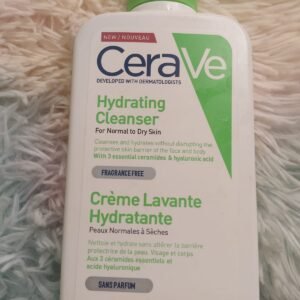 NEW / NOUVEAU
CeraVe
DEVELOPED WITH DERMATOLOGISTS
Hydrating
Cleanser
For Normal to Dry Skin
Cleanses and hydrates without disrupting the
protective skin barrier of the face and body
With 3 essential ceramides & hyaluronic acid
FRAGRANCE FREE
Crème Lavante
Hydratante
Peaux Normales à Sèches
Nettoie et hydrate sans altérer la barrière
protectrice de la peau. Visage et corps
Aux 3 céramides essentiels et
acide hyaluronique
SANS PARFUM